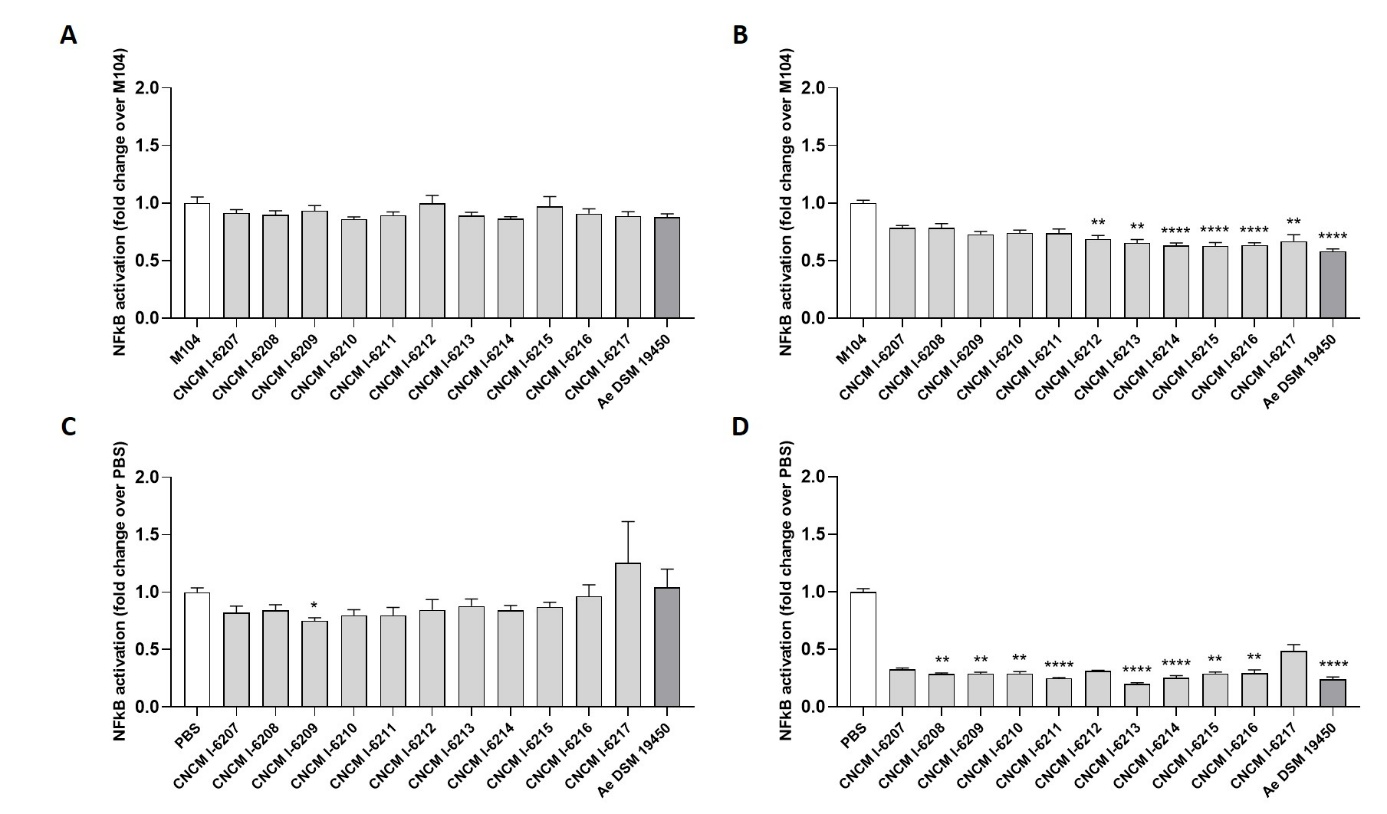 A
NFkB activation (fold change over M104)
2.0
1.5
1.0
0.5
0.0
M104
CNCM I-6207
CNCM I-6208
CNCM I-6209
CNCM I-6210
CNCM I-6211
CNCM I-6212
CNCM I-6213
CNCM I-6214
CNCM I-6215
CNCM I-6216
CNCM I-6217
Ae DSM 19450
B
NFkB activation (fold change over M104)
2.0
1.5
1.0
0.5
0.0
** ** **** **** **** ** ****
M104
CNCM I-6207
CNCM I-6208
CNCM I-6209
CNCM I-6210
CNCM I-6211
CNCM I-6212
CNCM I-6213
CNCM I-6214
CNCM I-6215
CNCM I-6216
CNCM I-6217
Ae DSM 19450
C
NFkB activation (fold change over PBS)
2.0
1.5
1.0
0.5
0.0
*
PBS
CNCM I-6207
CNCM I-6208
CNCM I-6209
CNCM I-6210
CNCM I-6211
CNCM I-6212
CNCM I-6213
CNCM I-6214
CNCM I-6215
CNCM I-6216
CNCM I-6217
Ae DSM 19450
D
NFkB activation (fold change over PBS)
2.0
1.5
1.0
0.5
0.0
** ** ** **** **** **** ** ** ****
PBS
CNCM I-6207
CNCM I-6208
CNCM I-6209
CNCM I-6210
CNCM I-6211
CNCM I-6212
CNCM I-6213
CNCM I-6214
CNCM I-6215
CNCM I-6216
CNCM I-6217
Ae DSM 19450